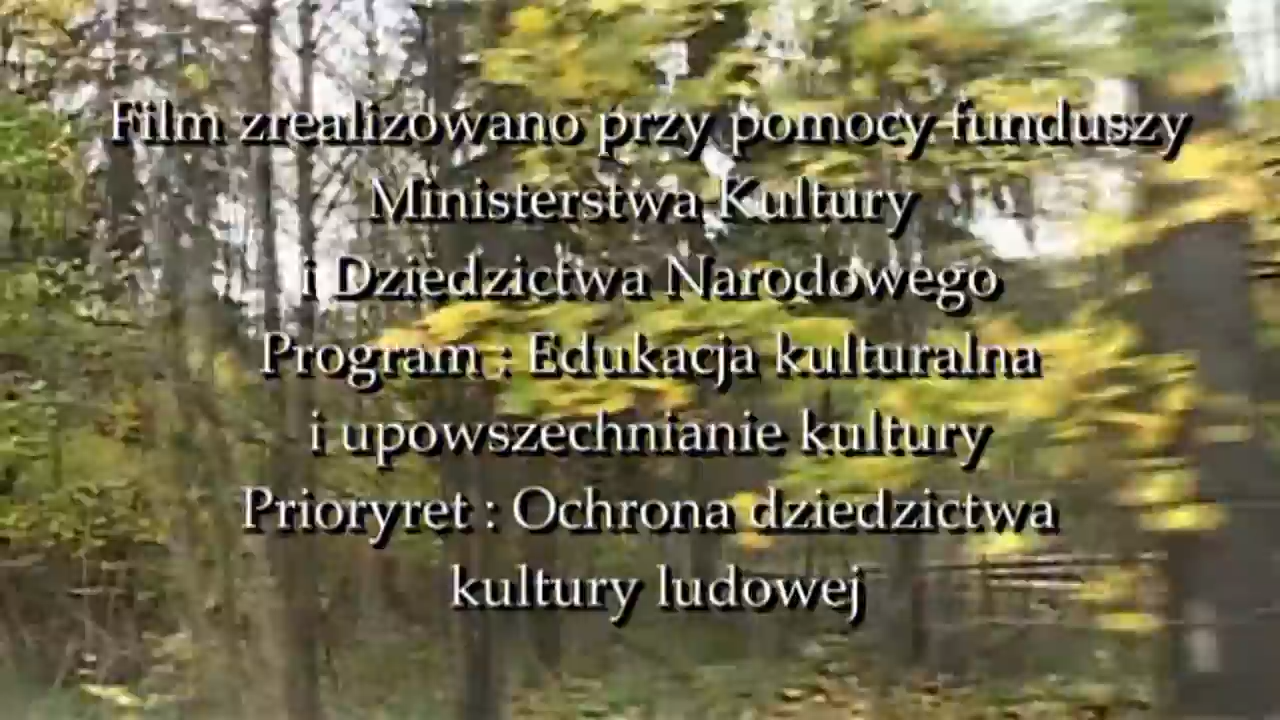 Film zrealizowano przy pomocy funduszy
Ministerstwa Kultury
i Dziedzictwa Narodowego
Program : Edukacja kulturalna
i upowszechnianie kultury
Prioryret : Ochrona dziedzictwa
kultury ludowej